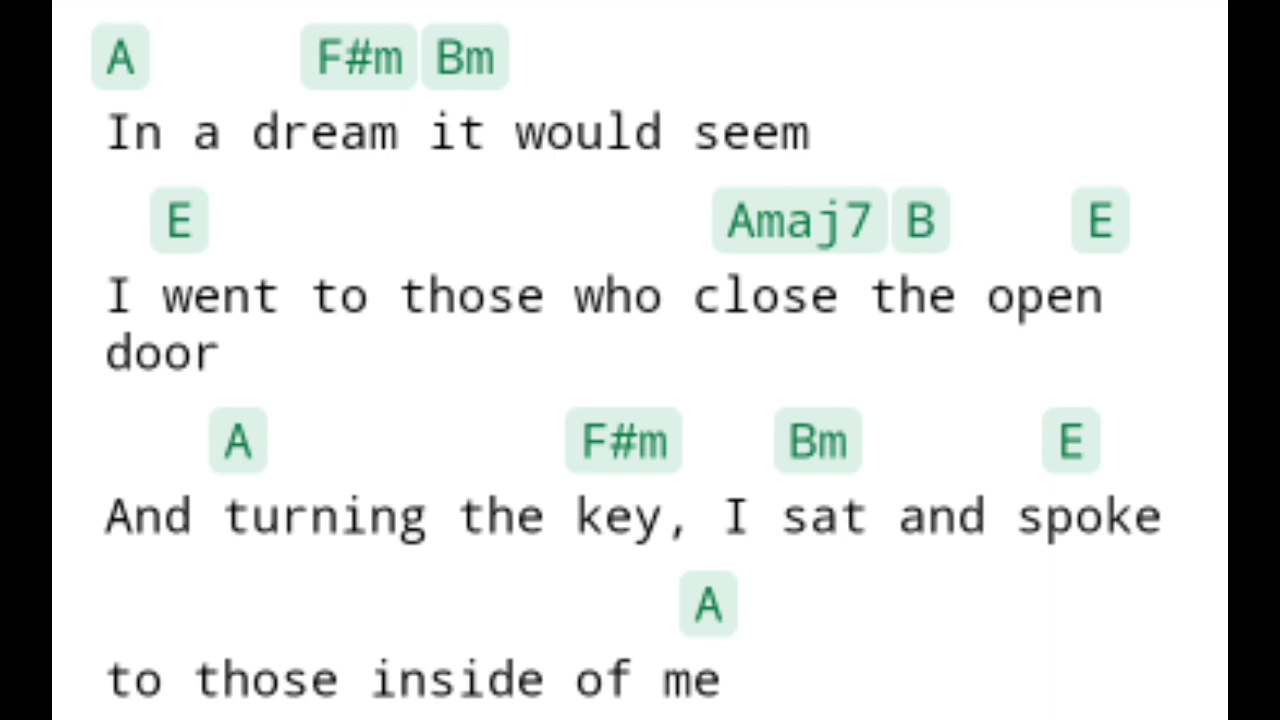 A F#m Bm
In a dream it would seem
E Amaj7 B E
I went to those who close the open
door
A F#m Bm E
And turning the key, I sat and spoke
A
to those inside of me